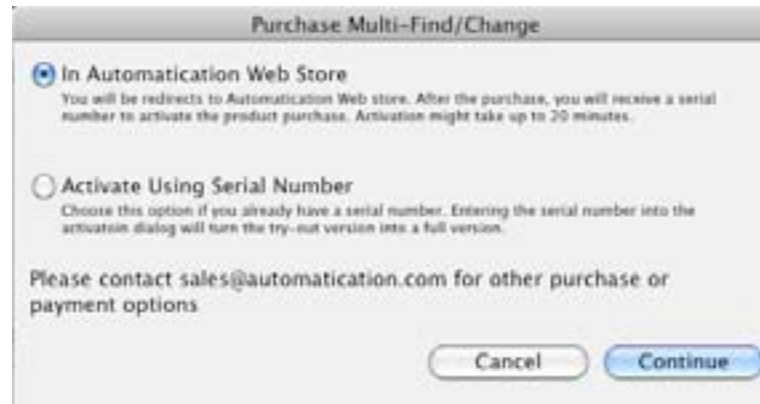 Purchase Multi-Find/Change
In Automatication Web Store
You will be redirects to Automatication Web store. After the purchase, you will receive a serial
number to activate the product purchase. Activation might take up to 20 minutes.
Activate Using Serial Number
Choose this option if you already have a serial number. Entering the serial number into the
activatoin dialog will turn the try-out version into a full version.
Please contact sales@automatication.com for other purchase or
payment options
Cancel
Continue